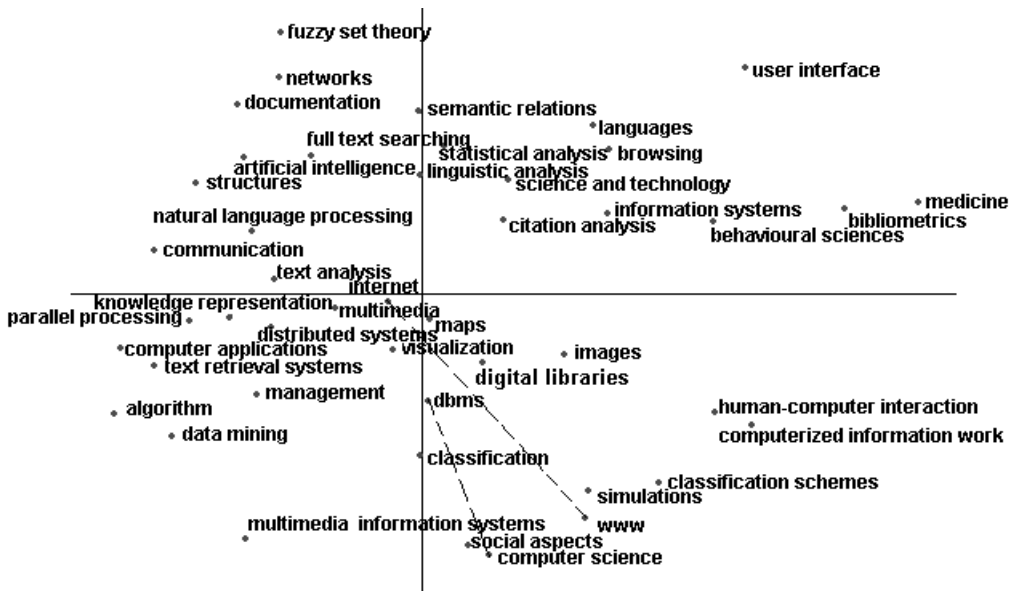 fuzzy set theory
user interface
networks
documentation
semantic relations
languages
full text searching
statistical analysis
browsing
artificial intelligence
linguistic analysis
structures
science and technology
medicine
natural language processing
information systems
citation analysis
bibliometrics
behavioural sciences
communication
text analysis
internet
knowledge representation
multimedia
parallel processing
maps
distributed systems
computer applications
visualization
images
text retrieval systems
digital libraries
management
dbms
algorithm
human-computer interaction
data mining
computerized information work
classification
classification schemes
simulations
multimedia information systems
www
social aspects
computer science